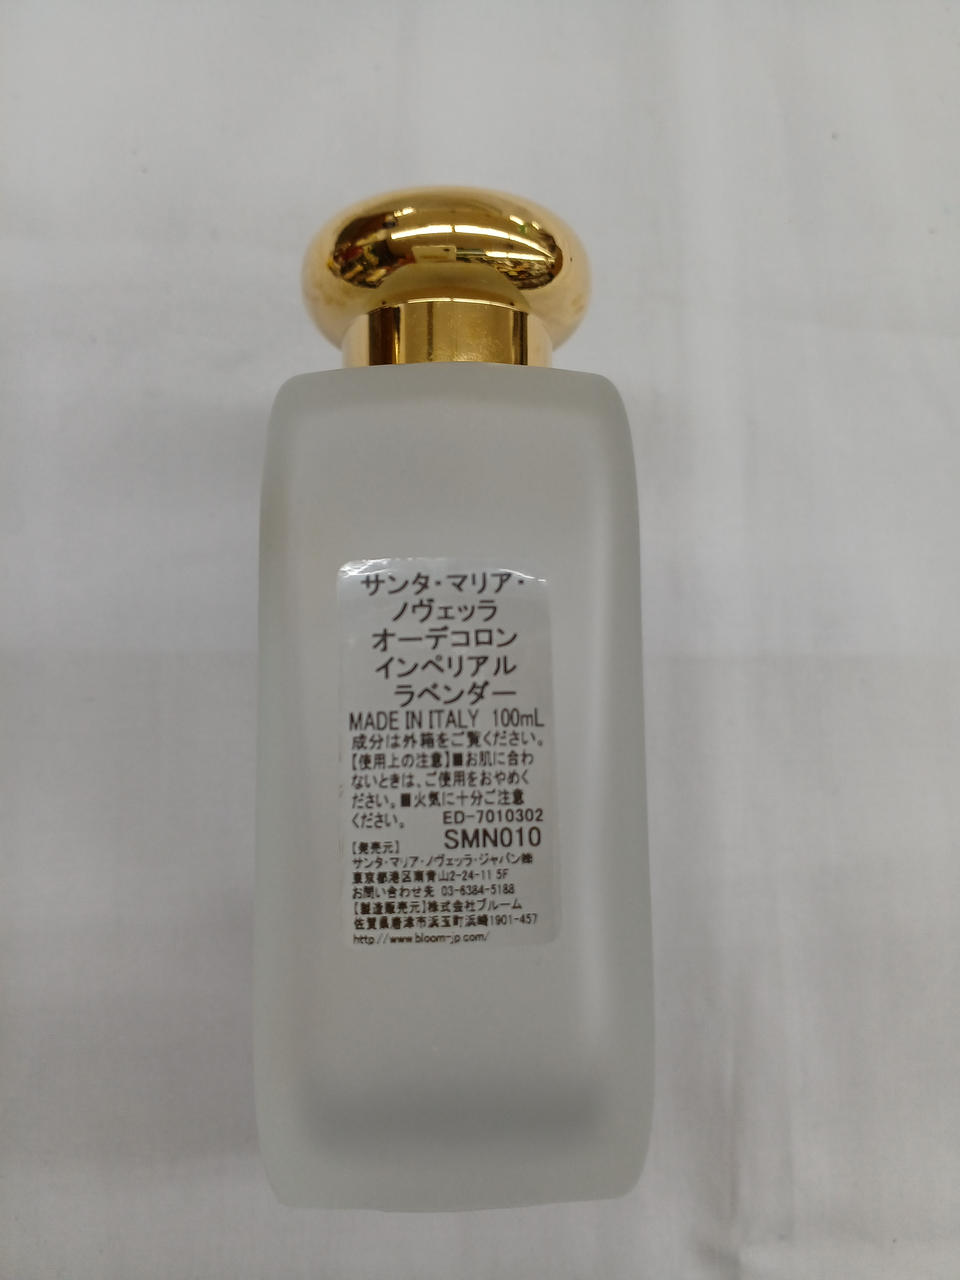 サンタ・マリア・
ノヴェッラ
オーデコロン
インペリアル
ラベンダー
MADE IN ITALY 100mL
成分は外箱をご覧ください。
【使用上の注意】■お肌に合わ
ないときは、ご使用をおやめく
ださい。■火気に十分ご注意
ください。 ED-7010302
SMN010
【発売元】
サンタ・マリア・ノヴェッラ・ジャパン㈱
東京都港区南青山2-24-11 5F
お問い合わせ先 03-6384-5188
【製造販売元】株式会社ブルーム
佐賀県唐津市浜玉町浜崎1901-457
http://www.bloom-jp.com/